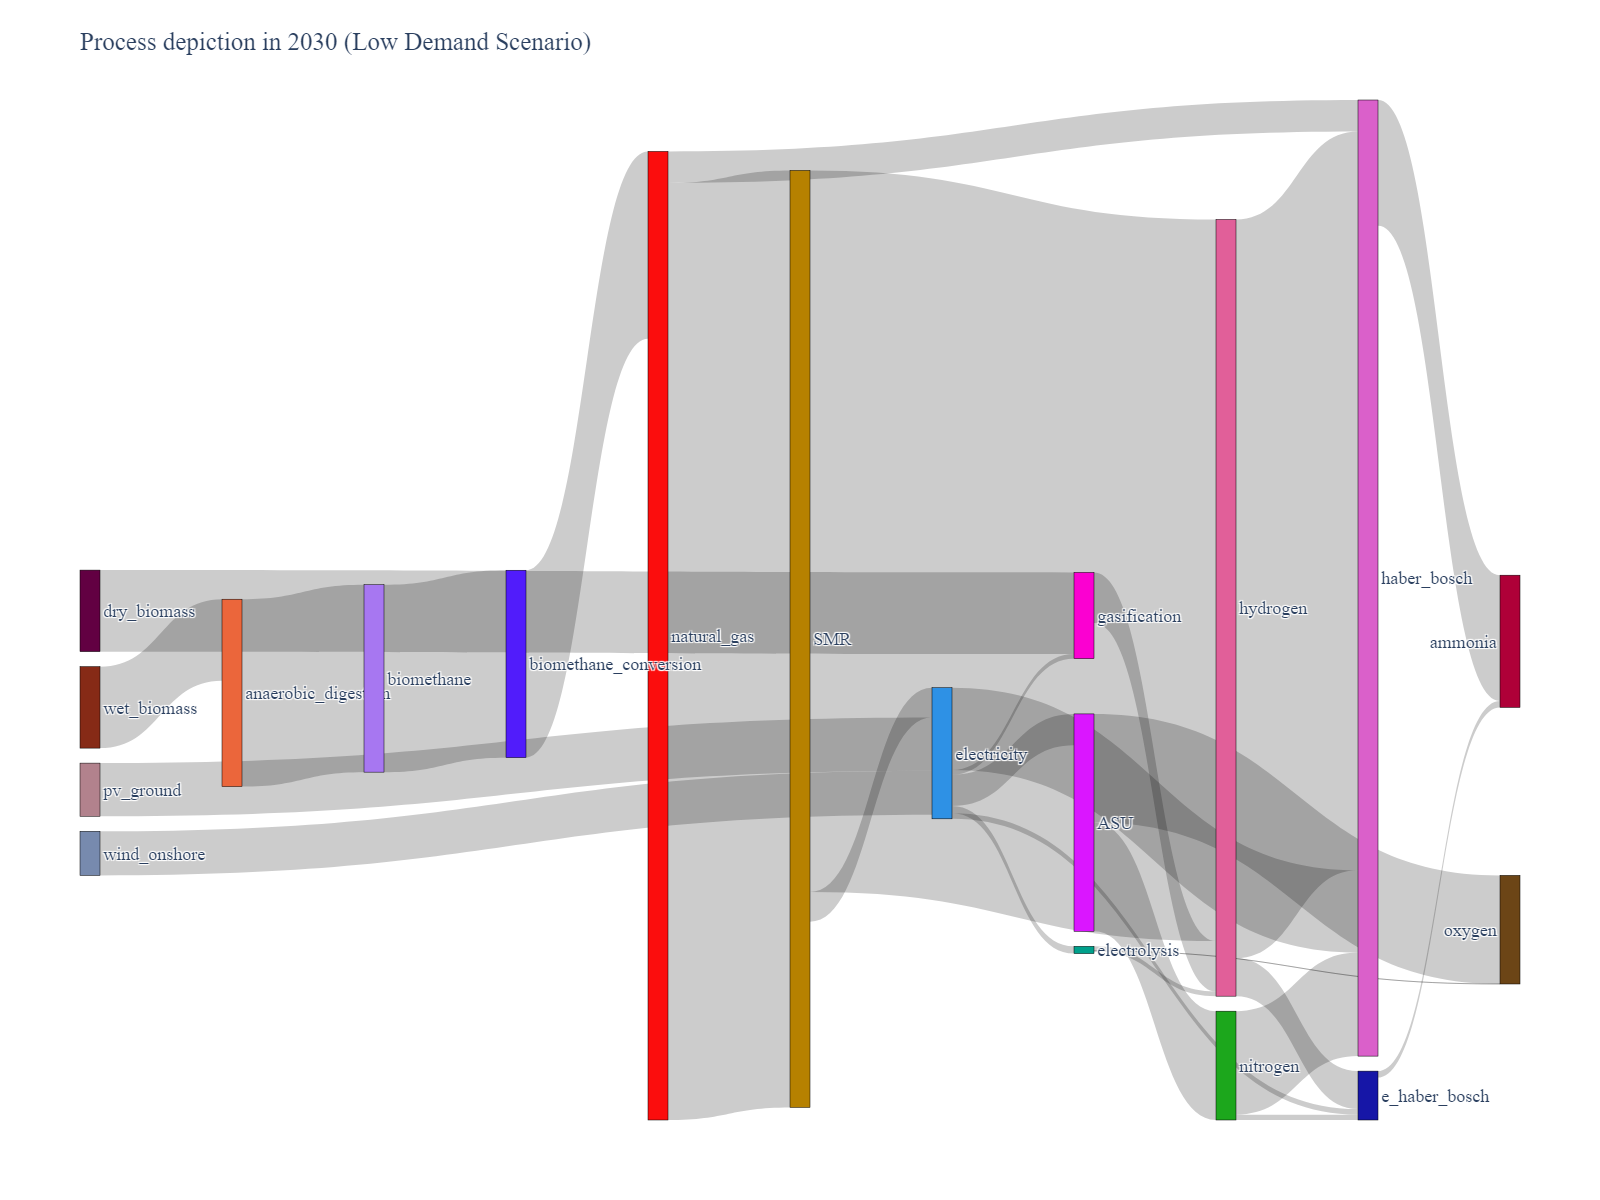 Process depiction in 2030 (Low Demand Scenario)
haber_bosch
dry_biomass
hydrogen
gasification
natural_gas
SMR
ammonia
biomethane_conversion
biomethane
anaerobic_digestion
wet_biomass
electricity
pv_ground
ASU
wind_onshore
oxygen
electrolysis
nitrogen
e_haber_bosch